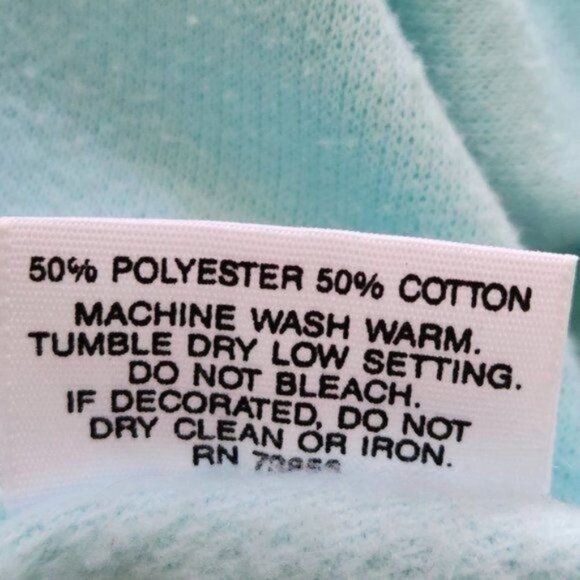 50% POLYESTER 50% COTTON
MACHINE WASH WARM.
TUMBLE DRY LOW SETTING.
DO NOT BLEACH.
IF DECORATED, DO NOT
DRY CLEAN OR IRON.
RN